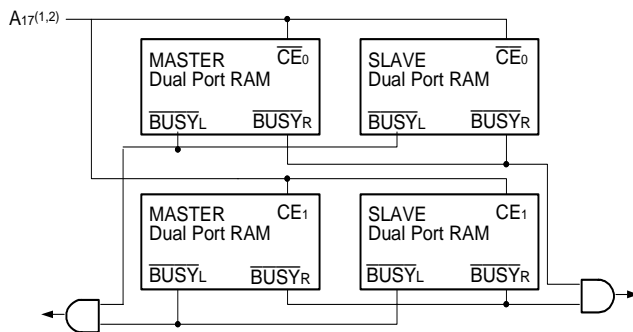 A17(1,2)
MASTER
Dual Port RAM
CE0
BUSYL
BUSYR
SLAVE
Dual Port RAM
CE0
BUSYL
BUSYR
MASTER
Dual Port RAM
CE1
BUSYL
BUSYR
SLAVE
Dual Port RAM
CE1
BUSYL
BUSYR